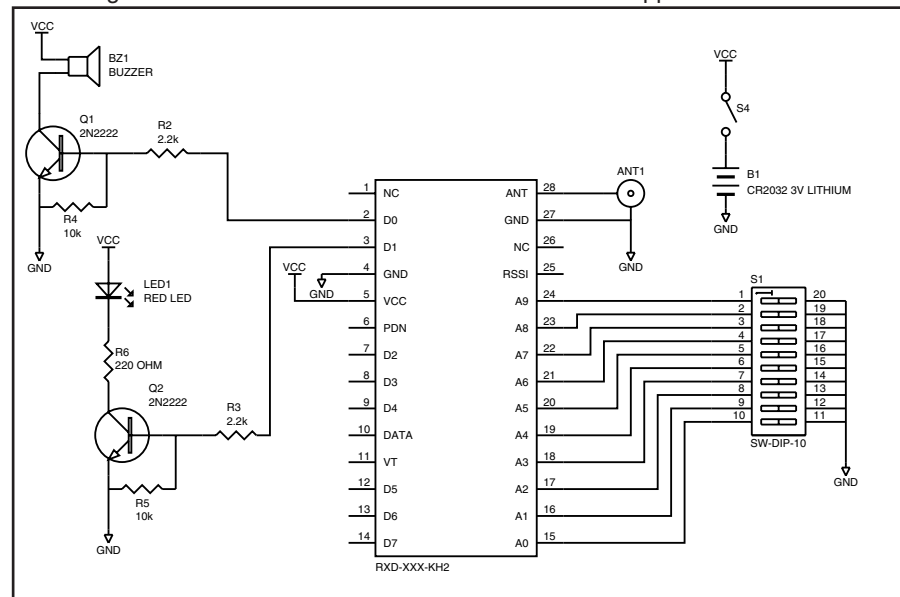 VCC
BZ1
BUZZER
Q1
2N2222
R2
2.2k
R4
10k
GND
VCC
LED1
RED LED
R6
220 OHM
Q2
2N2222
R3
2.2k
R5
10k
GND
VCC
GND
1 NC
2 D0
3 D1
4 GND
5 VCC
6 PDN
7 D2
8 D3
9 D4
10 DATA
11 VT
12 D5
13 D6
14 D7
ANT 28
GND 27
NC 26
RSSI 25
A9 24
A8 23
A7 22
A6 21
A5 20
A4 19
A3 18
A2 17
A1 16
A0 15
RXD-XXX-KH2
ANT1
GND
VCC
S4
B1
CR2032 3V LITHIUM
GND
S1
1 20
2 19
3 18
4 17
5 16
6 15
7 14
8 13
9 12
10 11
SW-DIP-10
GND